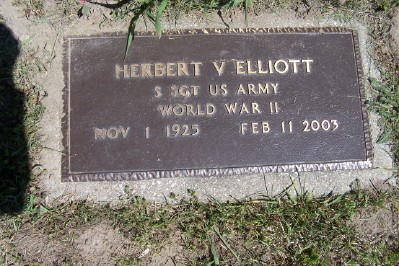 HERBERT V ELLIOTT
S SGT US ARMY
WORLD WAR II
NOV 1 1925 FEB 11 2003